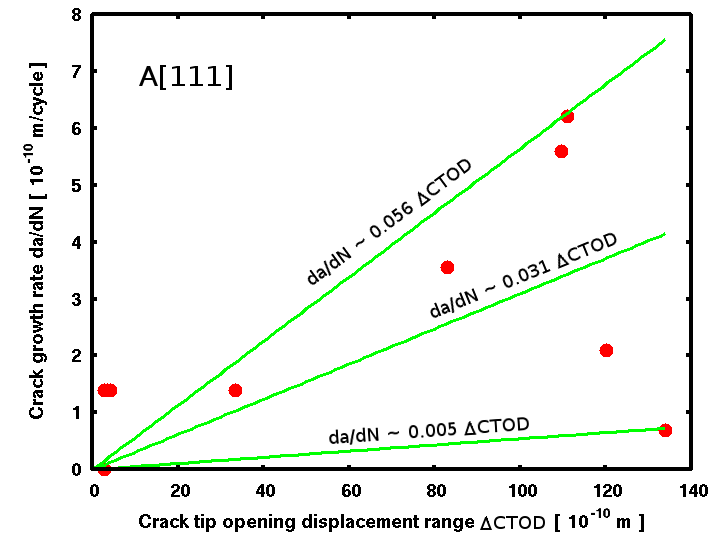 8
7
6
5
4
3
2
1
0
A[111]
da/dN ~ 0.056 ΔCTOD
da/dN ~ 0.031 ΔCTOD
da/dN ~ 0.005 ΔCTOD
Crack growth rate da/dN [ 10^-10 m/cycle]
0 20 40 60 80 100 120 140
Crack tip opening displacement range ΔCTOD [ 10^-10 m ]